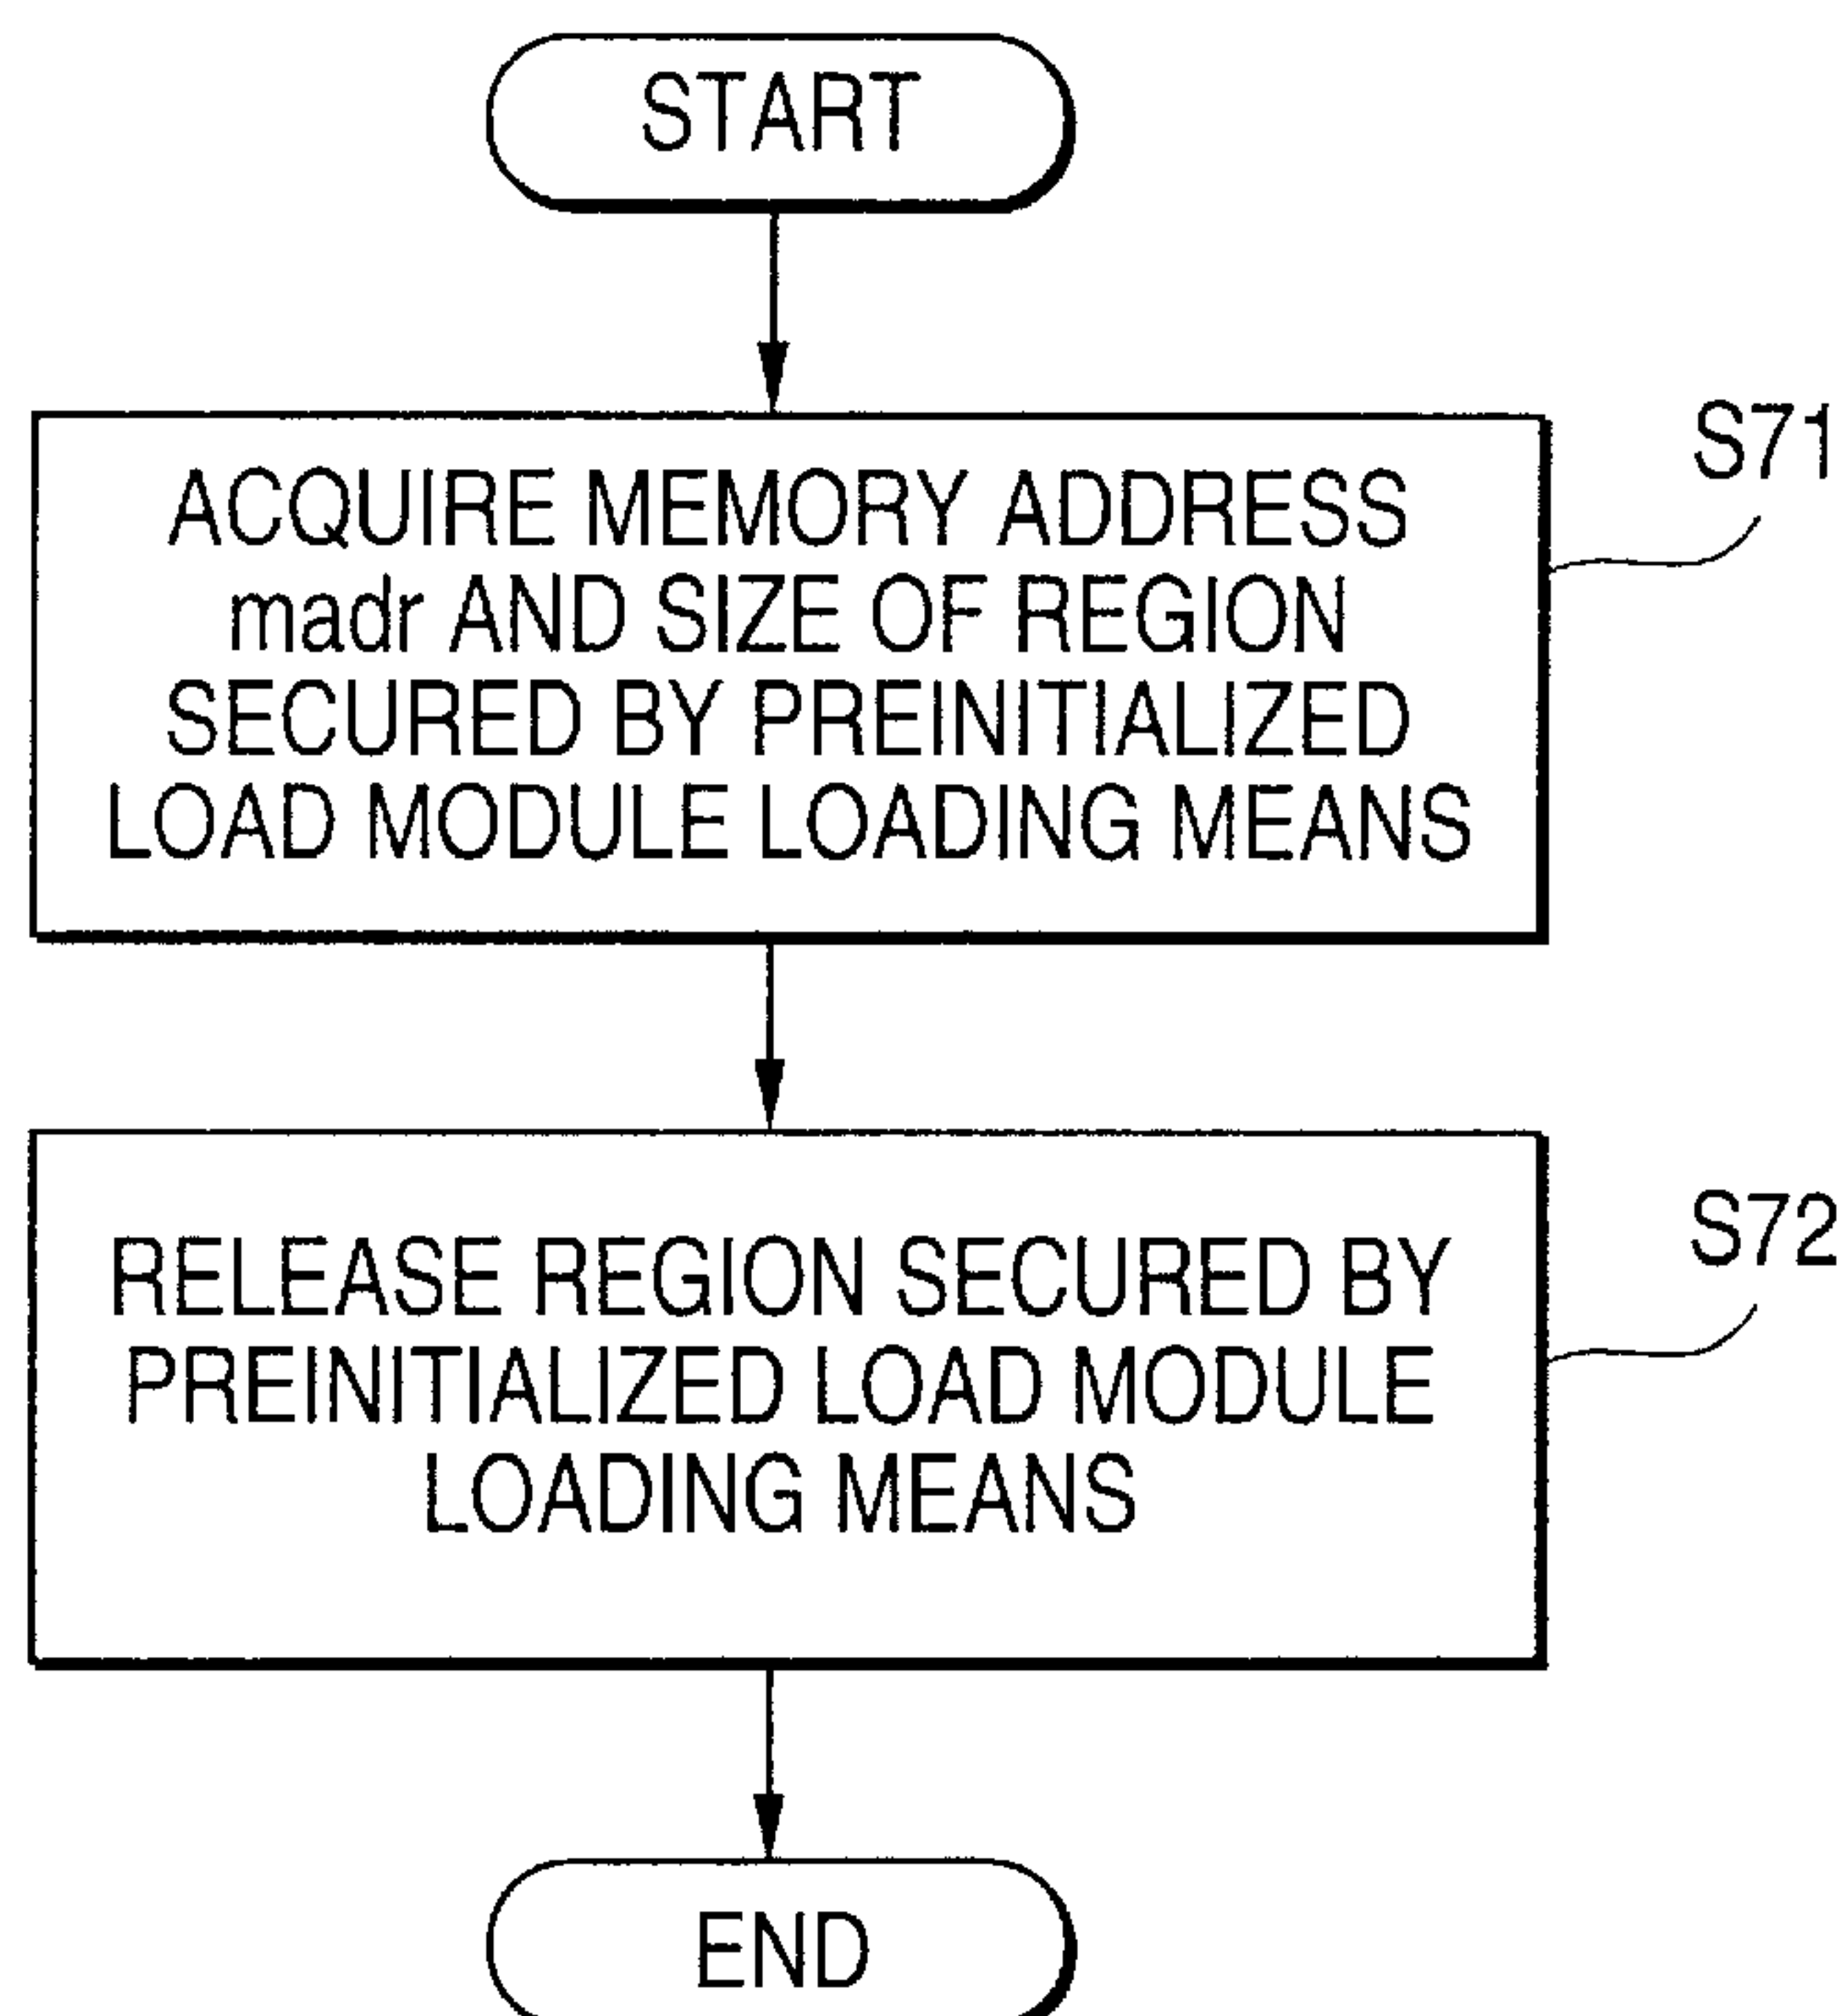 START
S71
ACQUIRE MEMORY ADDRESS
madr AND SIZE OF REGION
SECURED BY PREINITIALIZED
LOAD MODULE LOADING MEANS
S72
RELEASE REGION SECURED BY
PREINITIALIZED LOAD MODULE
LOADING MEANS
END